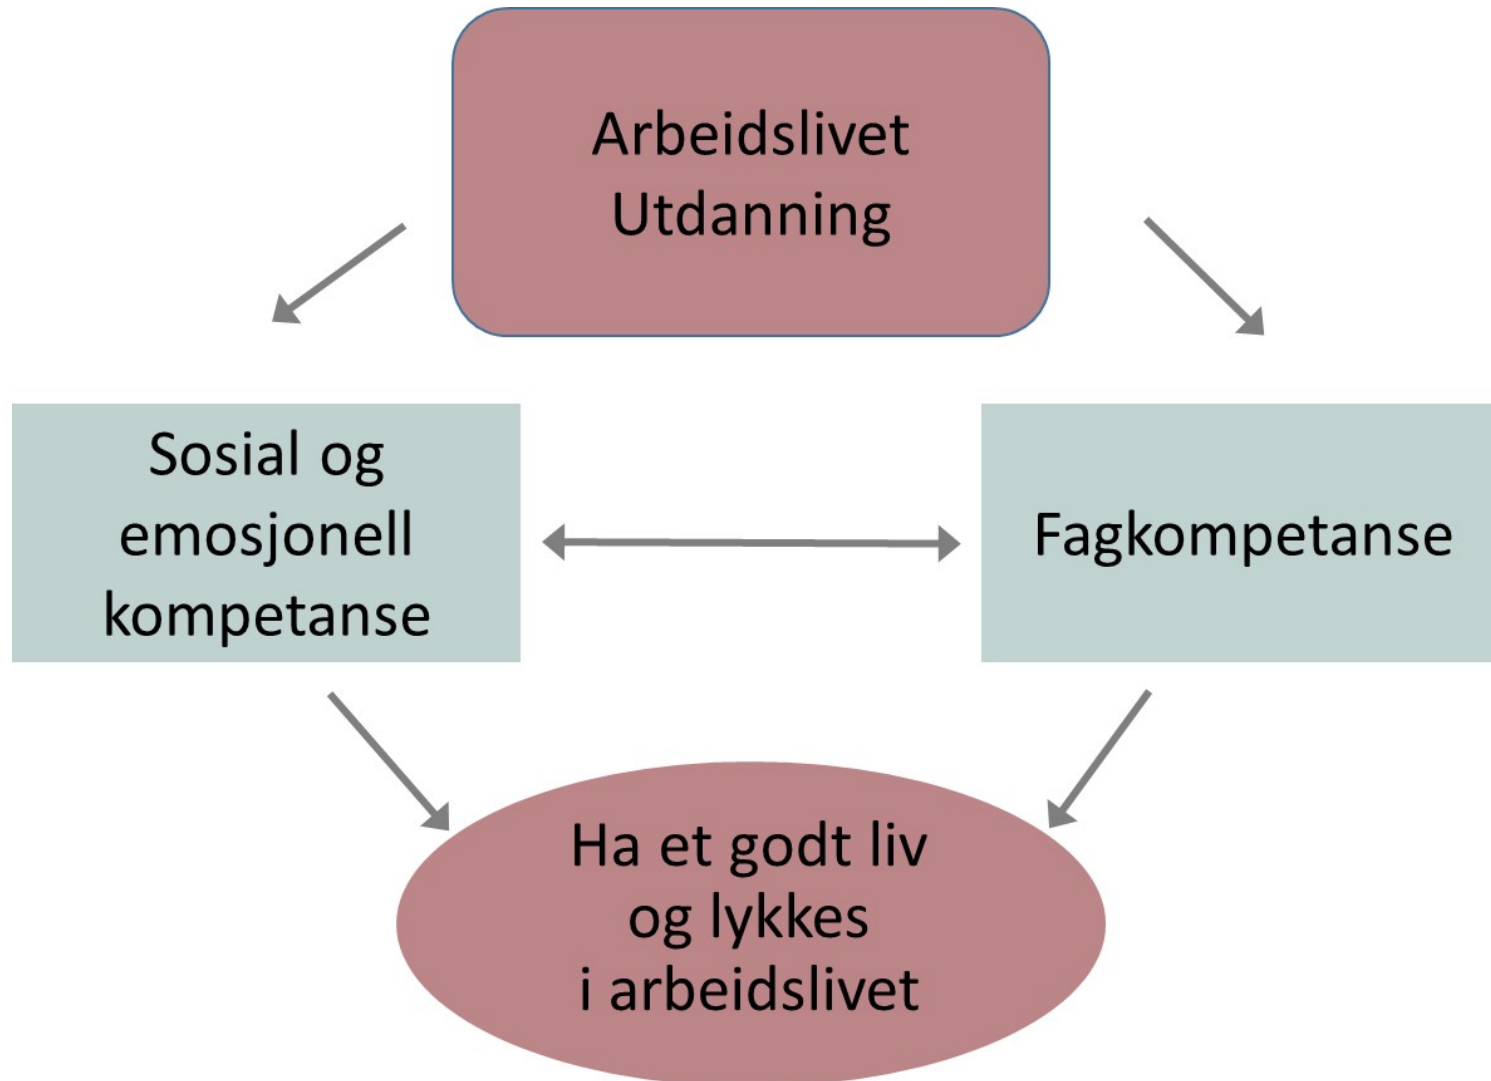 Arbeidslivet
Utdanning
Sosial og
emosjonell
kompetanse
Fagkompetanse
Ha et godt liv
og lykkes
i arbeidslivet